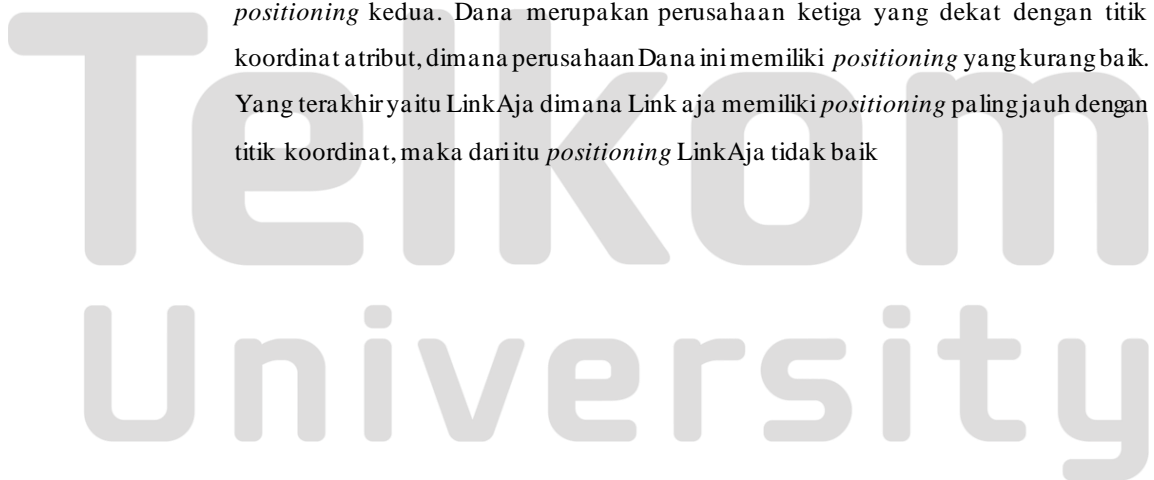 positioning kedua. Dana merupakan perusahaan ketiga yang dekat dengan titik
koordinat atribut, dimana perusahaan Dana ini memiliki positioning yang kurang baik.
Yang terakhir yaitu LinkAja dimana Link aja memiliki positioning paling jauh dengan
titik koordinat, maka dari itu positioning LinkAja tidak baik
Telkom
University